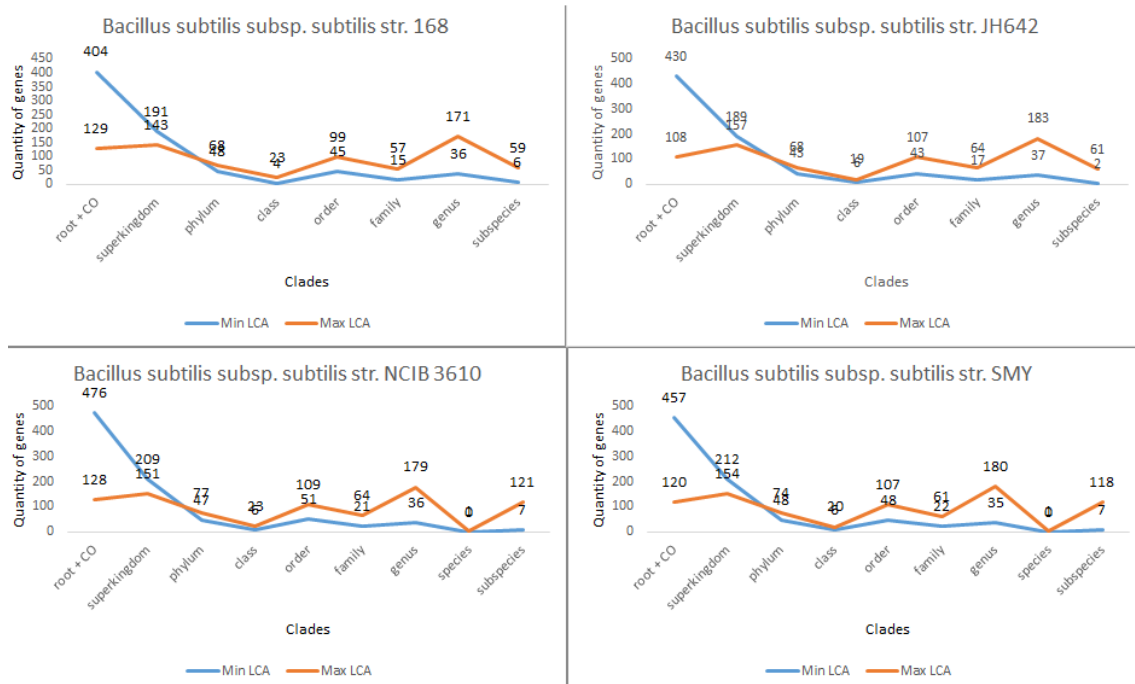 Bacillus subtilis subsp. subtilis str. 168
Quantity of genes
450
400
350
300
250
200
150
100
50
0
404
191
68
48
23
4
99
45
57
15
171
36
59
6
129
143
root + CO
superkingdom
phylum
class
order
family
genus
subspecies
Clades
Min LCA
Max LCA
Bacillus subtilis subsp. subtilis str. JH642
Quantity of genes
500
400
300
200
100
0
430
189
157
68
43
19
6
107
43
64
17
183
37
61
2
108
root + CO
superkingdom
phylum
class
order
family
genus
subspecies
Clades
Min LCA
Max LCA
Bacillus subtilis subsp. subtilis str. NCIB 3610
Quantity of genes
500
400
300
200
100
0
476
209
151
77
47
23
6
109
51
64
21
179
36
1
0
121
7
128
root + CO
superkingdom
phylum
class
order
family
genus
species
subspecies
Clades
Min LCA
Max LCA
Bacillus subtilis subsp. subtilis str. SMY
Quantity of genes
500
400
300
200
100
0
457
212
154
74
48
20
6
107
48
61
22
180
35
1
0
118
7
120
root + CO
superkingdom
phylum
class
order
family
genus
species
subspecies
Clades
Min LCA
Max LCA